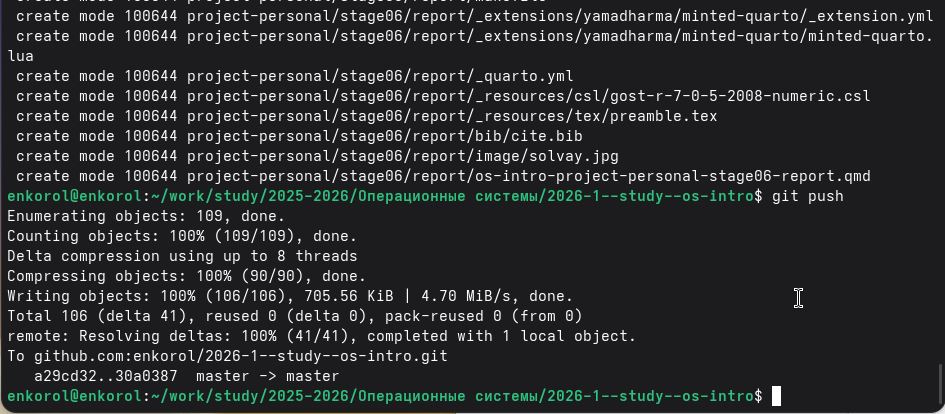 create mode 100644 project-personal/stage06/report/_extensions/yamadharma/minted-quarto/_extension.yml
create mode 100644 project-personal/stage06/report/_extensions/yamadharma/minted-quarto/minted-quarto.
lua
create mode 100644 project-personal/stage06/report/_quarto.yml
create mode 100644 project-personal/stage06/report/_resources/csl/gost-r-7-0-5-2008-numeric.csl
create mode 100644 project-personal/stage06/report/_resources/tex/preamble.tex
create mode 100644 project-personal/stage06/report/bib/cite.bib
create mode 100644 project-personal/stage06/report/image/solvay.jpg
create mode 100644 project-personal/stage06/report/os-intro-project-personal-stage06-report.qmd
enkorol@enkorol:~/work/study/2025-2026/Операционные системы/2026-1--study--os-intro$ git push
Enumerating objects: 109, done.
Counting objects: 100% (109/109), done.
Delta compression using up to 8 threads
Compressing objects: 100% (90/90), done.
Writing objects: 100% (106/106), 705.56 KiB | 4.70 MiB/s, done.
Total 106 (delta 41), reused 0 (delta 0), pack-reused 0 (from 0)
remote: Resolving deltas: 100% (41/41), completed with 1 local object.
To github.com:enkorol/2026-1--study--os-intro.git
a29cd32..30a0387  master -> master
enkorol@enkorol:~/work/study/2025-2026/Операционные системы/2026-1--study--os-intro$